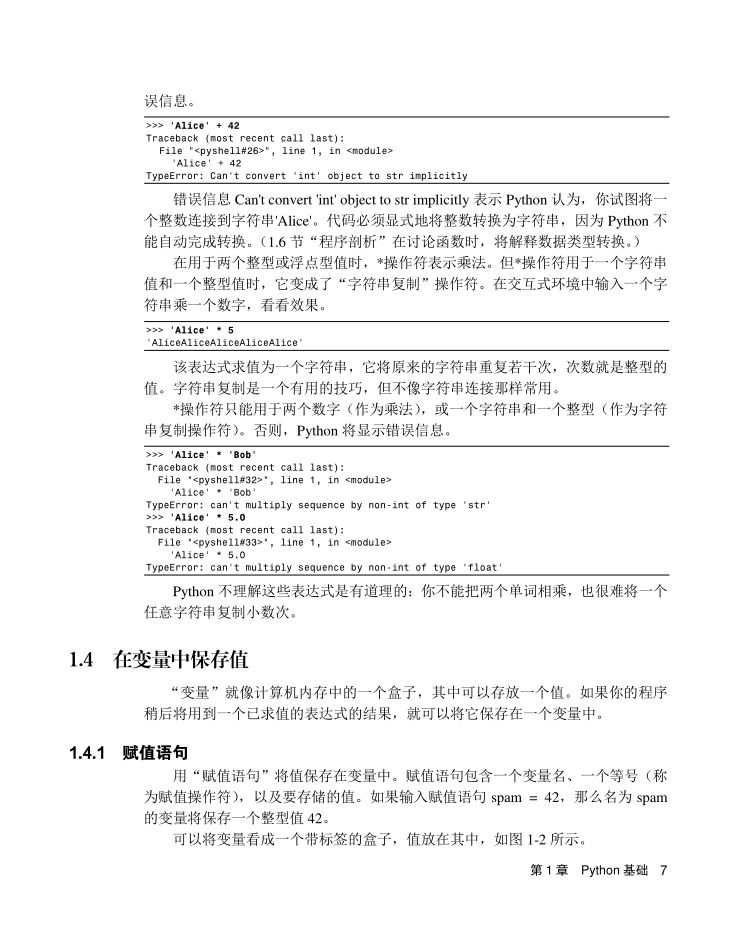 误信息。
>>> 'Alice' + 42
Traceback (most recent call last):
  File "<pyshell#26>", line 1, in <module>
    'Alice' + 42
TypeError: Can't convert 'int' object to str implicitly
错误信息 Can't convert 'int' object to str implicitly 表示 Python 认为，你试图将一
个整数连接到字符串'Alice'。代码必须显式地将整数转换为字符串，因为 Python 不
能自动完成转换。（1.6 节“程序剖析”在讨论函数时，将解释数据类型转换。）
在用于两个整型或浮点型值时，*操作符表示乘法。但*操作符用于一个字符串
值和一个整型值时，它变成了“字符串复制”操作符。在交互式环境中输入一个字
符串乘一个数字，看看效果。
>>> 'Alice' * 5
'AliceAliceAliceAliceAlice'
该表达式求值为一个字符串，它将原来的字符串重复若干次，次数就是整型的
值。字符串复制是一个有用的技巧，但不像字符串连接那样常用。
*操作符只能用于两个数字（作为乘法），或一个字符串和一个整型（作为字符
串复制操作符）。否则，Python 将显示错误信息。
>>> 'Alice' * 'Bob'
Traceback (most recent call last):
  File "<pyshell#32>", line 1, in <module>
    'Alice' * 'Bob'
TypeError: can't multiply sequence by non-int of type 'str'
>>> 'Alice' * 5.0
Traceback (most recent call last):
  File "<pyshell#33>", line 1, in <module>
    'Alice' * 5.0
TypeError: can't multiply sequence by non-int of type 'float'
Python 不理解这些表达式是有道理的：你不能把两个单词相乘，也很难将一个
任意字符串复制小数次。
1.4 在变量中保存值
“变量”就像计算机内存中的一个盒子，其中可以存放一个值。如果你的程序
稍后将用到一个已求值的表达式的结果，就可以将它保存在一个变量中。
1.4.1 赋值语句
用“赋值语句”将值保存在变量中。赋值语句包含一个变量名、一个等号（称
为赋值操作符），以及要存储的值。如果输入赋值语句 spam = 42，那么名为 spam
的变量将保存一个整型值 42。
可以将变量看成一个带标签的盒子，值放在其中，如图 1-2 所示。
第 1 章 Python 基础 7